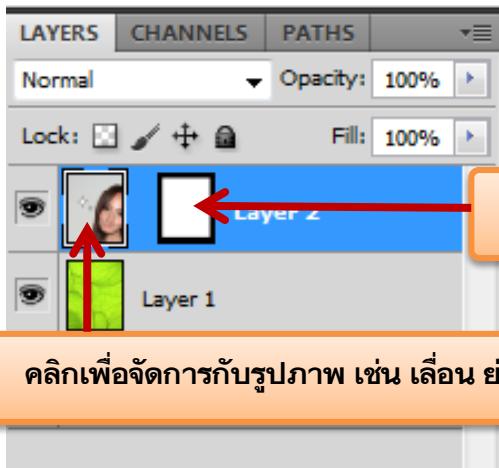 LAYERS CHANNELS PATHS
Normal Opacity: 100%
Lock: Fill: 100%
Layer 2
Layer 1
คลิกเพื่อจัดการกับรูปภาพ เช่น เลื่อน